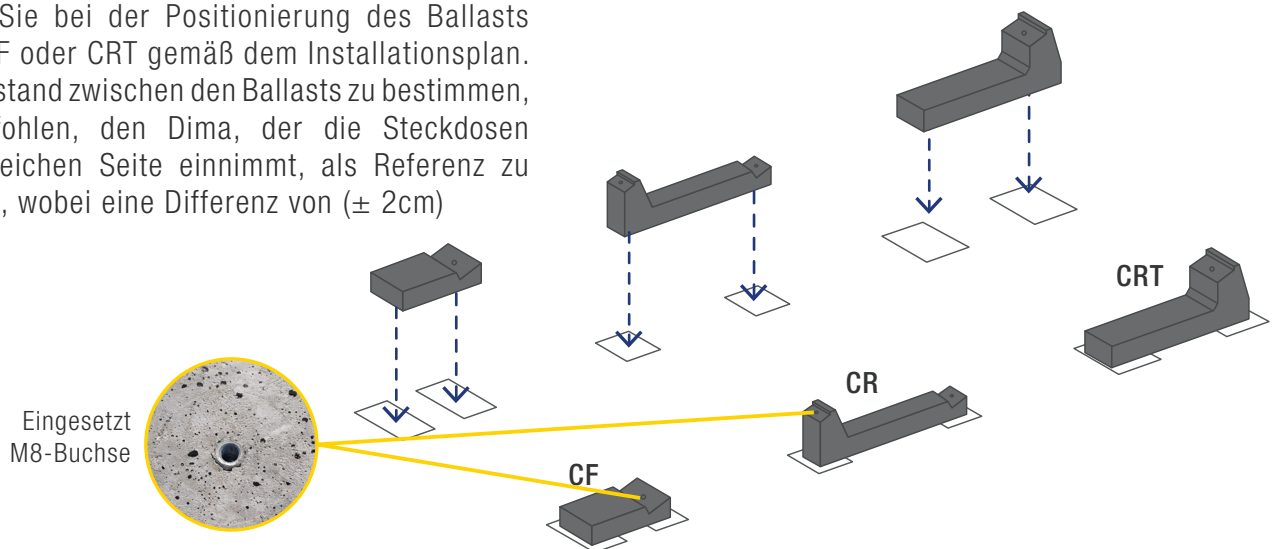 Sie bei der Positionierung des Ballasts
F oder CRT gemäß dem Installationsplan.
stand zwischen den Ballasts zu bestimmen,
fohlen, den Dima, der die Steckdosen
eichen Seite einnimmt, als Referenz zu
, wobei eine Differenz von (± 2cm)
CRT
CR
Eingesetzt
M8-Buchse
CF